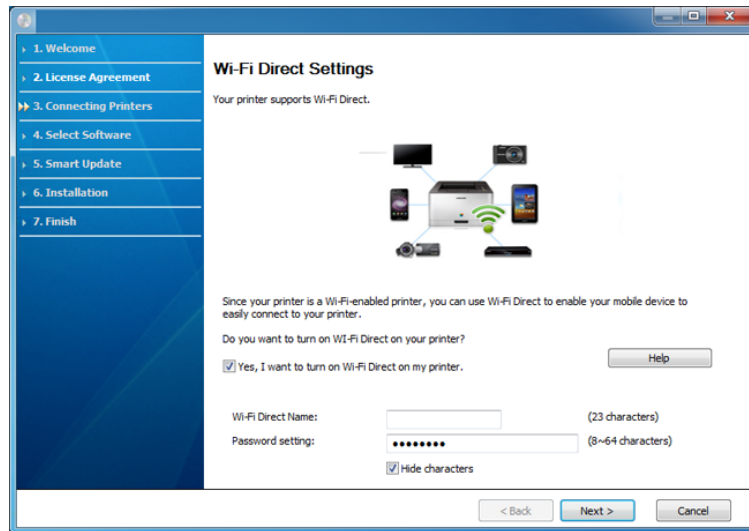 1. Welcome
2. License Agreement
3. Connecting Printers
4. Select Software
5. Smart Update
6. Installation
7. Finish
Wi-Fi Direct Settings
Your printer supports Wi-Fi Direct.
Since your printer is a Wi-Fi-enabled printer, you can use Wi-Fi Direct to enable your mobile device to
easily connect to your printer.
Do you want to turn on WI-Fi Direct on your printer?
Yes, I want to turn on Wi-Fi Direct on my printer.
Help
Wi-Fi Direct Name: (23 characters)
Password setting: •••••••• (8~64 characters)
Hide characters
< Back Next > Cancel